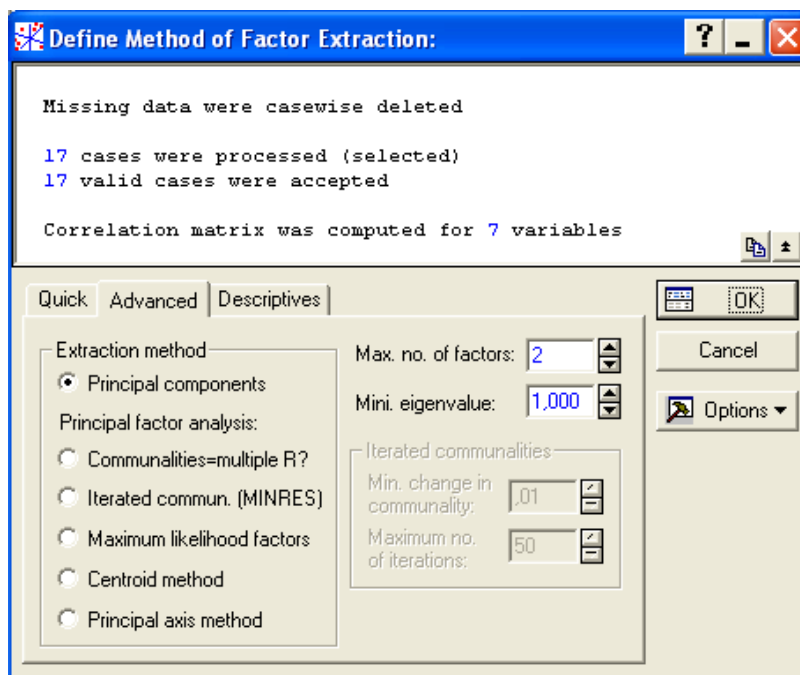 Define Method of Factor Extraction:
Missing data were casewise deleted
17 cases were processed (selected)
17 valid cases were accepted
Correlation matrix was computed for 7 variables
Quick Advanced Descriptives
OK
Cancel
Options
Extraction method
Principal components
Principal factor analysis:
Communalities=multiple R?
Iterated commun. (MINRES)
Maximum likelihood factors
Centroid method
Principal axis method
Max. no. of factors: 2
Mini. eigenvalue: 1,000
Iterated communalities
Min. change in
communality: ,01
Maximum no.
of iterations: 50